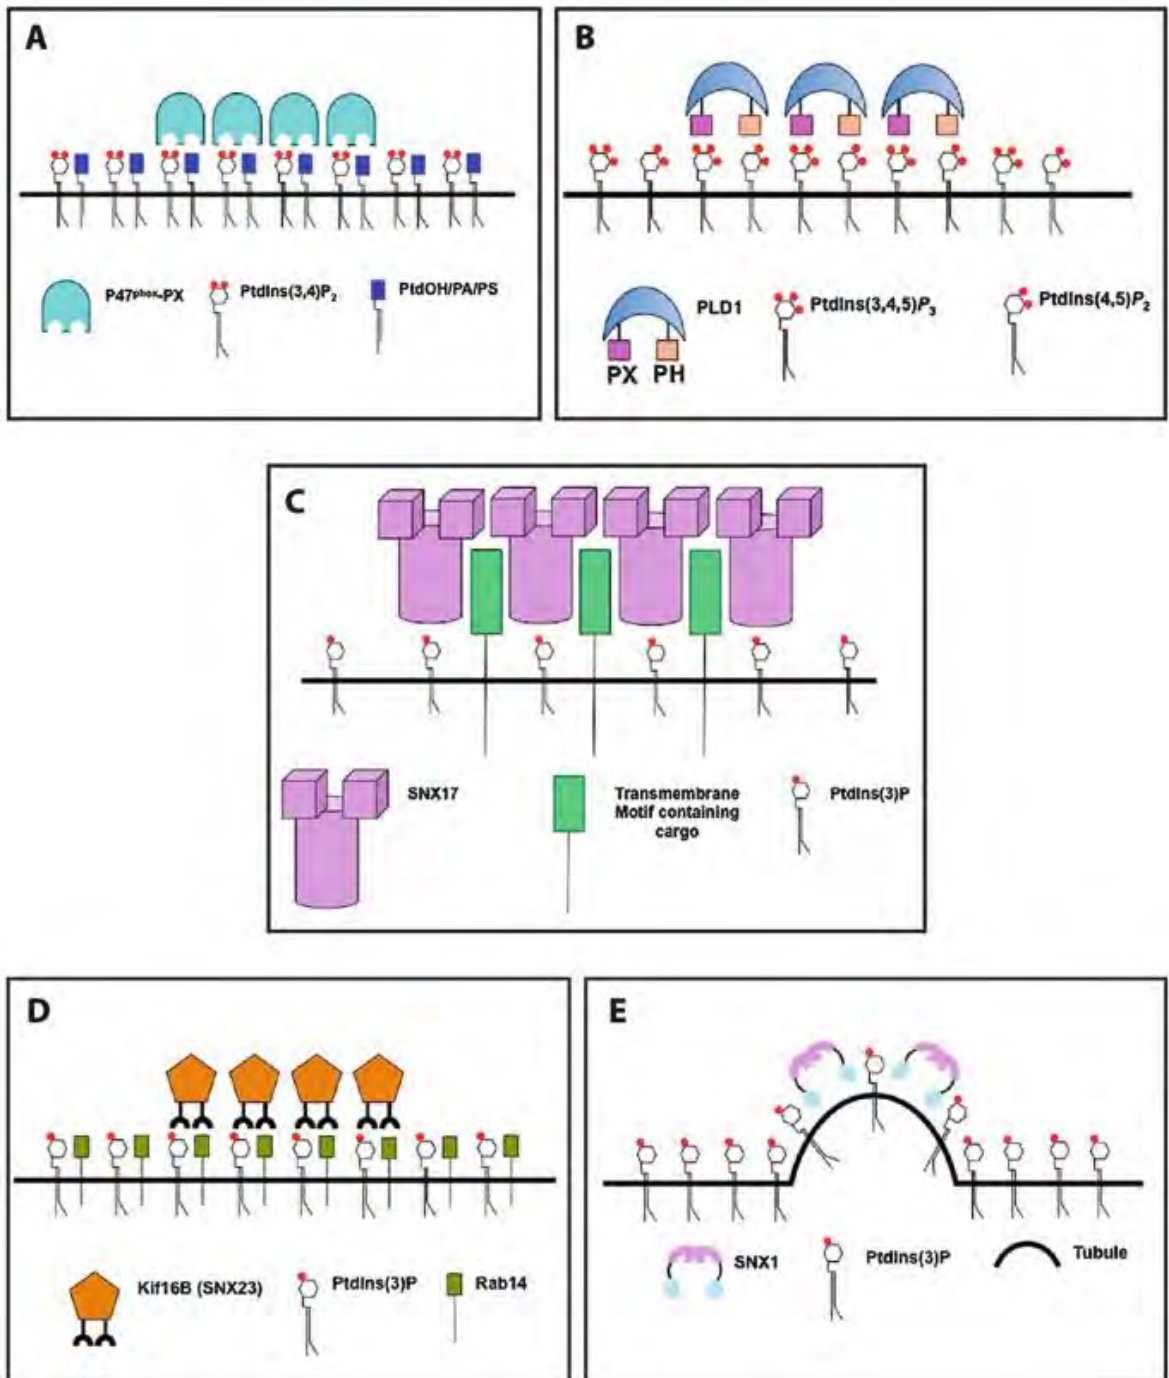 A
P47phox-PX
PtdIns(3,4)P2
PtdOH/PA/PS
B
PLD1
PX PH
PtdIns(3,4,5)P3
PtdIns(4,5)P2
C
SNX17
Transmembrane
Motif containing
cargo
PtdIns(3)P
D
Kif16B (SNX23)
PtdIns(3)P
Rab14
E
SNX1
PtdIns(3)P
Tubule